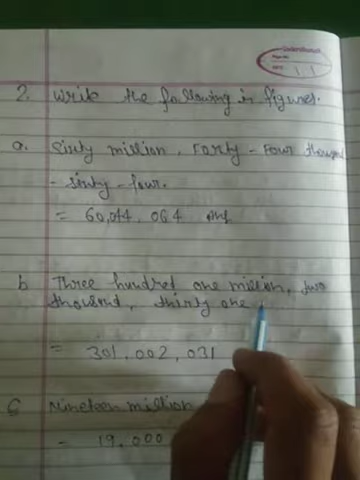 2. Write the following in figures.
a. Sixty million, Forty-Four thousand
- sixty-four.
= 60,044,064
b Three hundred one million, two
thousand, thirty one
= 301,002,031
c Nineteen million
= 19,000